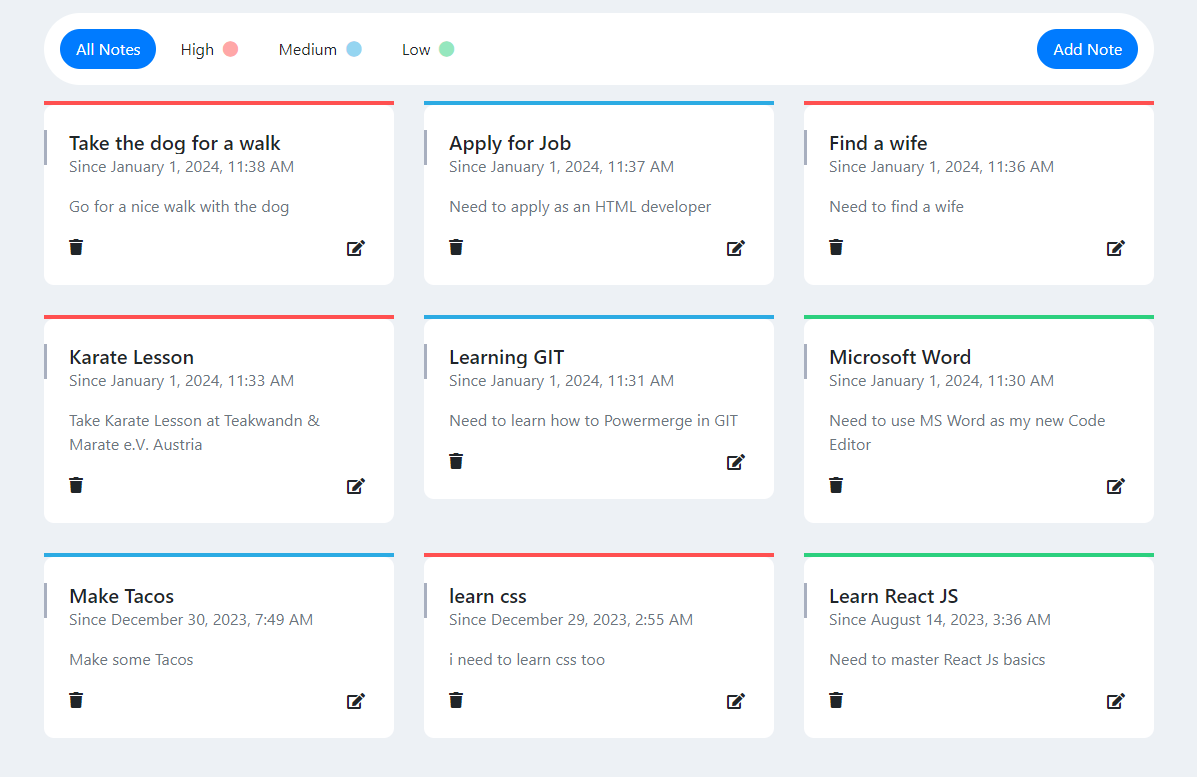 All Notes High Medium Low Add Note
Take the dog for a walk
Since January 1, 2024, 11:38 AM
Go for a nice walk with the dog
Apply for Job
Since January 1, 2024, 11:37 AM
Need to apply as an HTML developer
Find a wife
Since January 1, 2024, 11:36 AM
Need to find a wife
Karate Lesson
Since January 1, 2024, 11:33 AM
Take Karate Lesson at Teakwandn &
Marate e.V. Austria
Learning GIT
Since January 1, 2024, 11:31 AM
Need to learn how to Powermerge in GIT
Microsoft Word
Since January 1, 2024, 11:30 AM
Need to use MS Word as my new Code
Editor
Make Tacos
Since December 30, 2023, 7:49 AM
Make some Tacos
learn css
Since December 29, 2023, 2:55 AM
i need to learn css too
Learn React JS
Since August 14, 2023, 3:36 AM
Need to master React Js basics